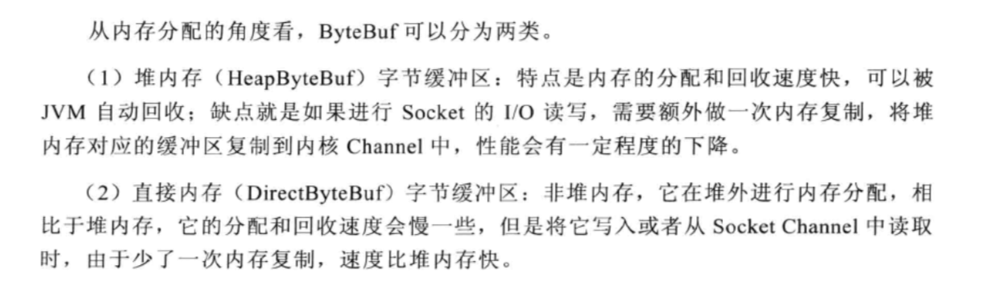 从内存分配的角度看，ByteBuf 可以分为两类。
（1）堆内存（HeapByteBuf）字节缓冲区：特点是内存的分配和回收速度快，可以被
JVM 自动回收；缺点就是如果进行 Socket 的 I/O 读写，需要额外做一次内存复制，将堆
内存对应的缓冲区复制到内核 Channel 中，性能会有一定程度的下降。
（2）直接内存（DirectByteBuf）字节缓冲区：非堆内存，它在堆外进行内存分配，相
比于堆内存，它的分配和回收速度会慢一些，但是将它写入或者从 Socket Channel 中读取
时，由于少了一次内存复制，速度比堆内存快。